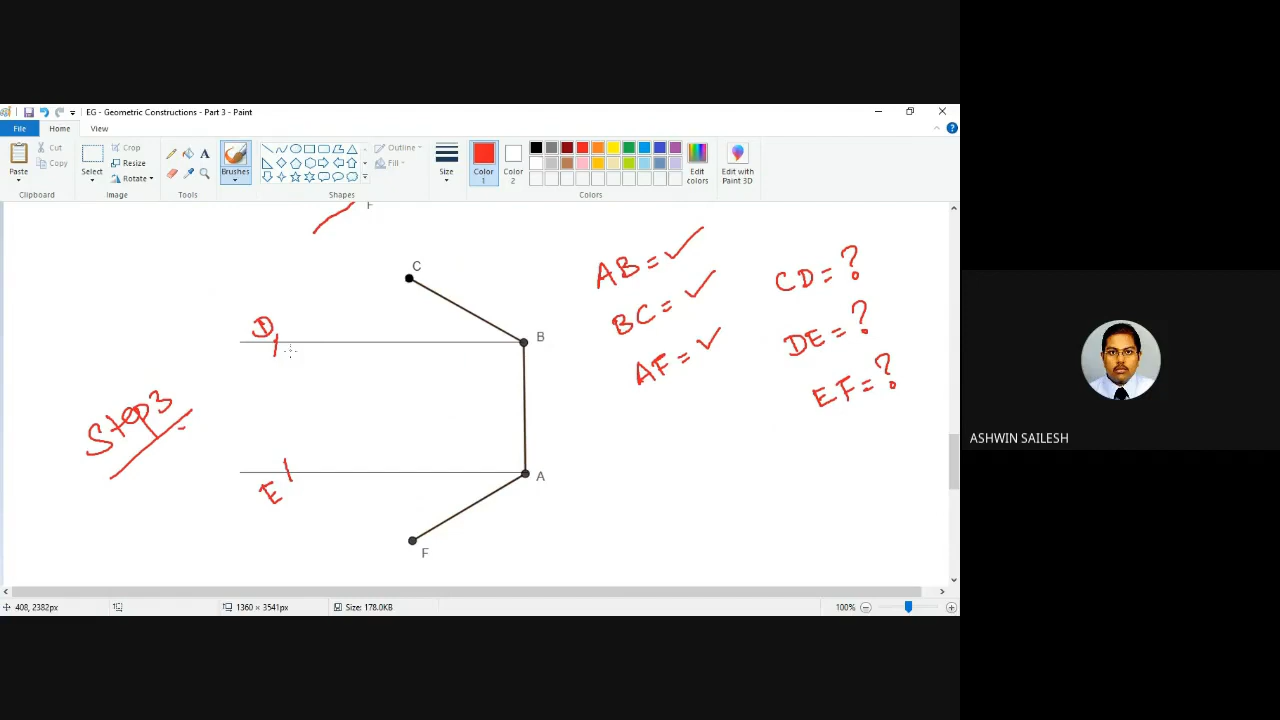 EG - Geometric Constructions - Part 3 - Paint
File Home View
Cut
Copy
Paste
Clipboard
Select
Crop
Resize
Rotate
Image
A
Tools
Brushes
Outline
Fill
Shapes
Size
Color
1
Color
2
Edit
colors
Colors
Edit with
Paint 3D
F
C
AB = ✓
CD = ?
D
B
BC = ✓
DE = ?
AF = ✓
EF = ?
Step 3
E
A
F
ASHWIN SAILESH
408, 2382px
1360 × 3541px
Size: 178.0KB
100%